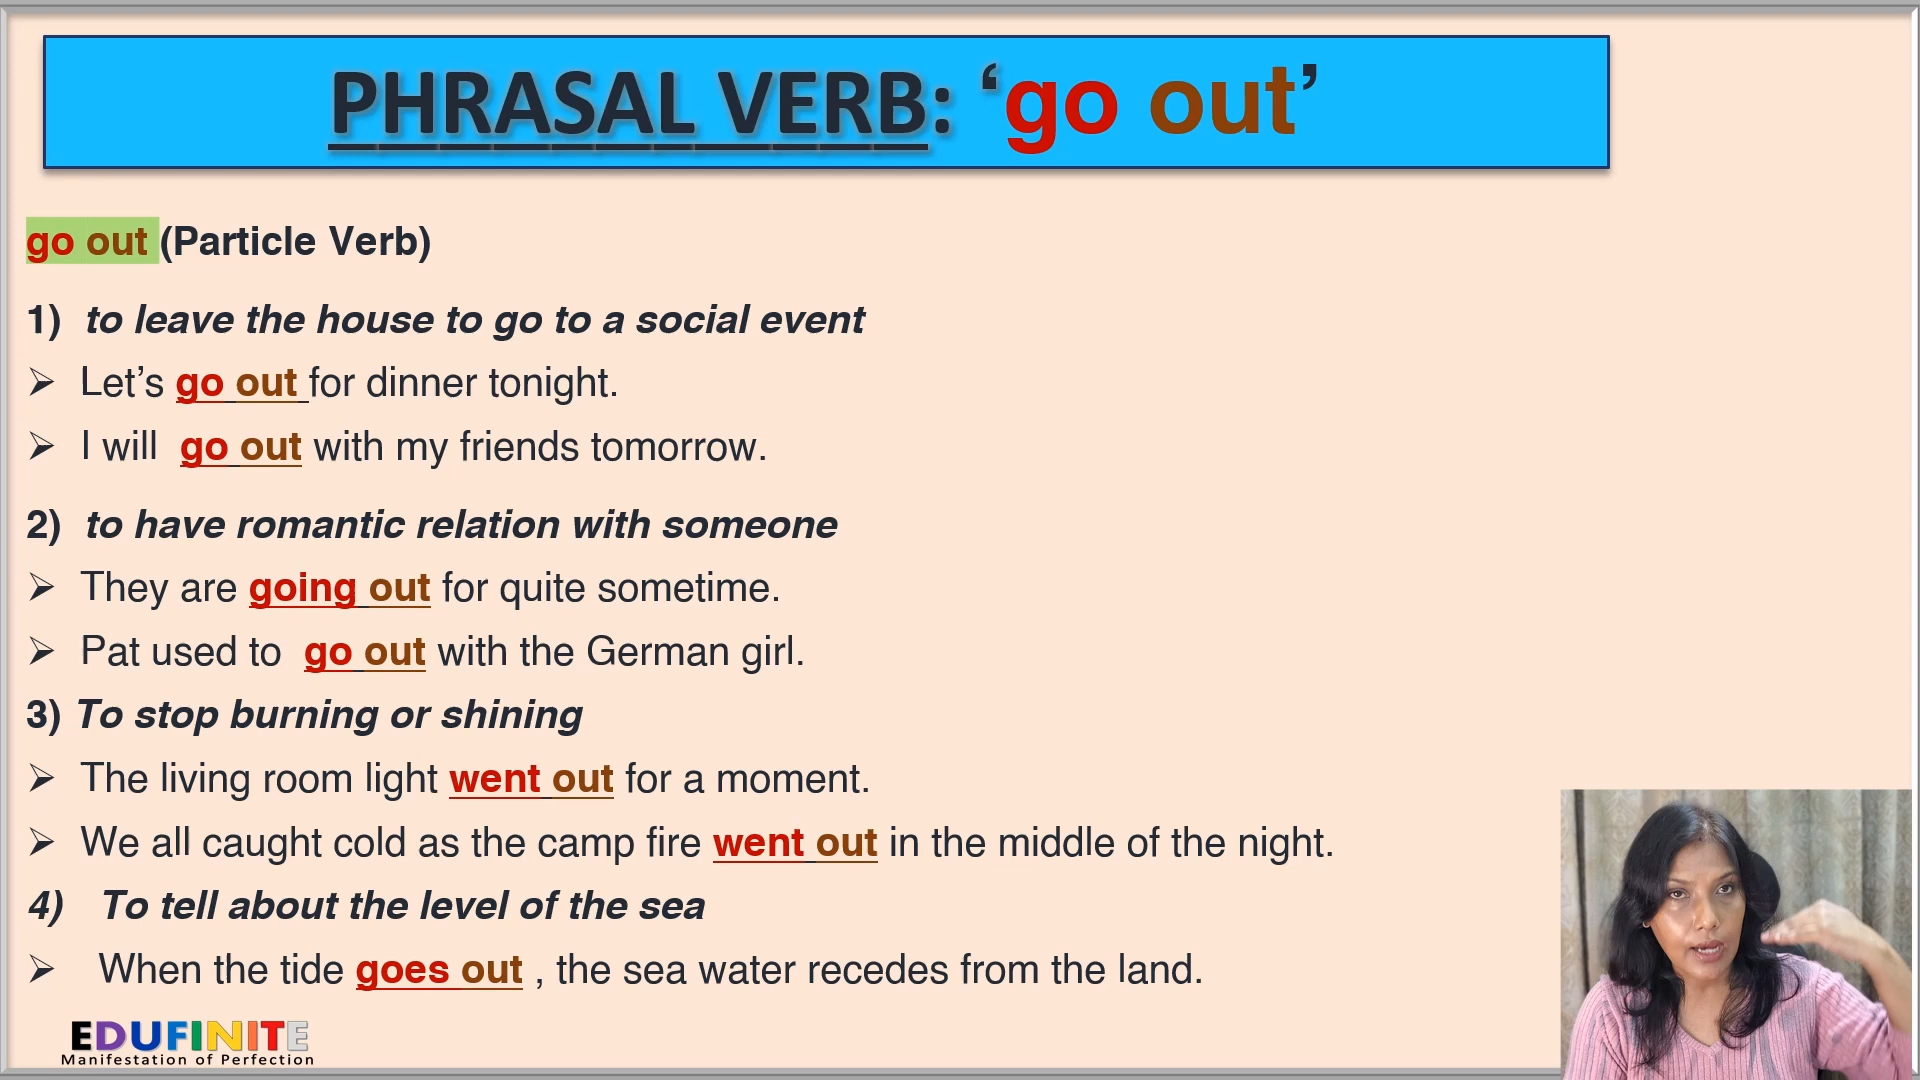 PHRASAL VERB: ‘go out’
go out (Particle Verb)
1) to leave the house to go to a social event
➢ Let’s go out for dinner tonight.
➢ I will go out with my friends tomorrow.
2) to have romantic relation with someone
➢ They are going out for quite sometime.
➢ Pat used to go out with the German girl.
3) To stop burning or shining
➢ The living room light went out for a moment.
➢ We all caught cold as the camp fire went out in the middle of the night.
4) To tell about the level of the sea
➢ When the tide goes out , the sea water recedes from the land.
EDUFINITE
Manifestation of Perfection